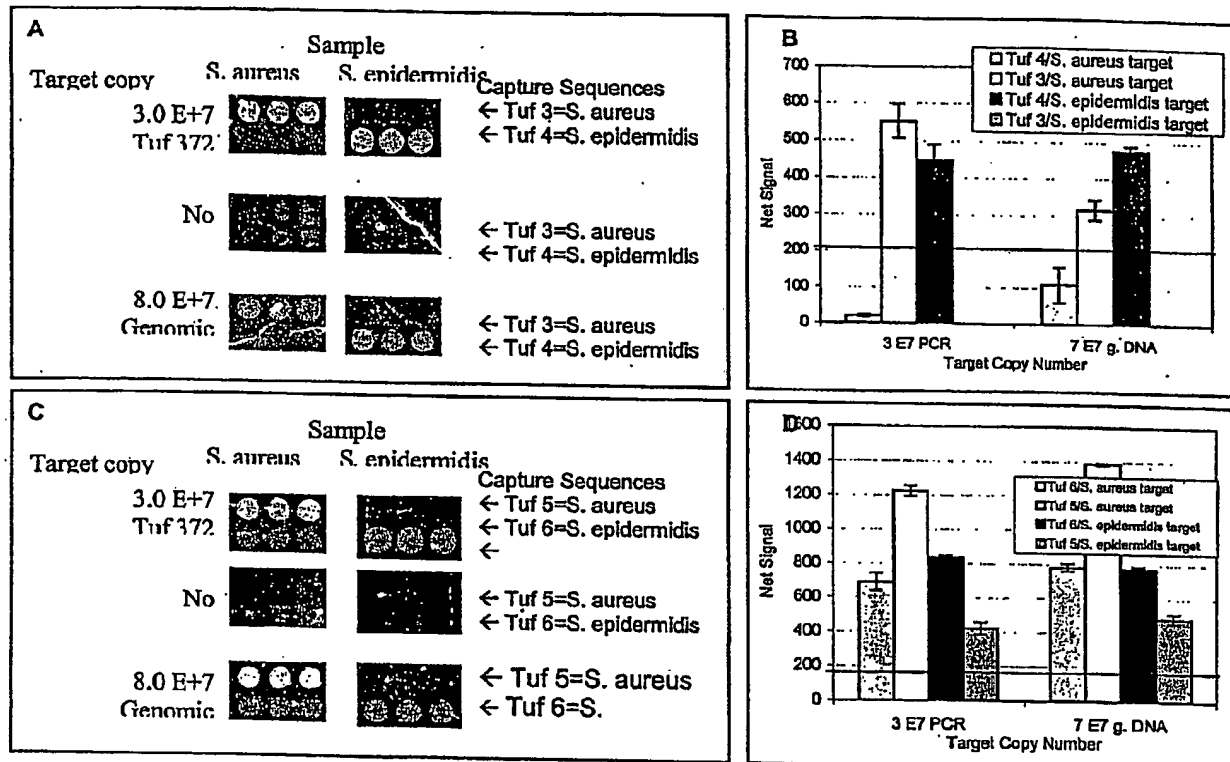 A
Sample
Target copy S. aureus S. epidermidis
Capture Sequences
3.0 E+7
Tuf 372
← Tuf 3=S. aureus
← Tuf 4=S. epidermidis
No
← Tuf 3=S. aureus
← Tuf 4=S. epidermidis
8.0 E+7.
Genomic
← Tuf 3=S. aureus
← Tuf 4=S. epidermidis
B
Tuf 4/S. aureus target
Tuf 3/S. aureus target
Tuf 4/S. epidermidis target
Tuf 3/S. epidermidis target
700
600
500
400
300
200
100
0
Net Signal
3 E7 PCR 7 E7 g. DNA
Target Copy Number
C
Sample
Target copy S. aureus S. epidermidis
Capture Sequences
3.0 E+7
Tuf 372
← Tuf 5=S. aureus
← Tuf 6=S. epidermidis
←
No
← Tuf 5=S. aureus
← Tuf 6=S. epidermidis
8.0 E+7
Genomic
← Tuf 5=S. aureus
← Tuf 6=S.
D
Tuf 6/S. aureus target
Tuf 5/S. aureus target
Tuf 6/S. epidermidis target
Tuf 5/S. epidermidis target
1600
1400
1200
1000
800
600
400
200
0
Net Signal
3 E7 PCR 7 E7 g. DNA
Target Copy Number